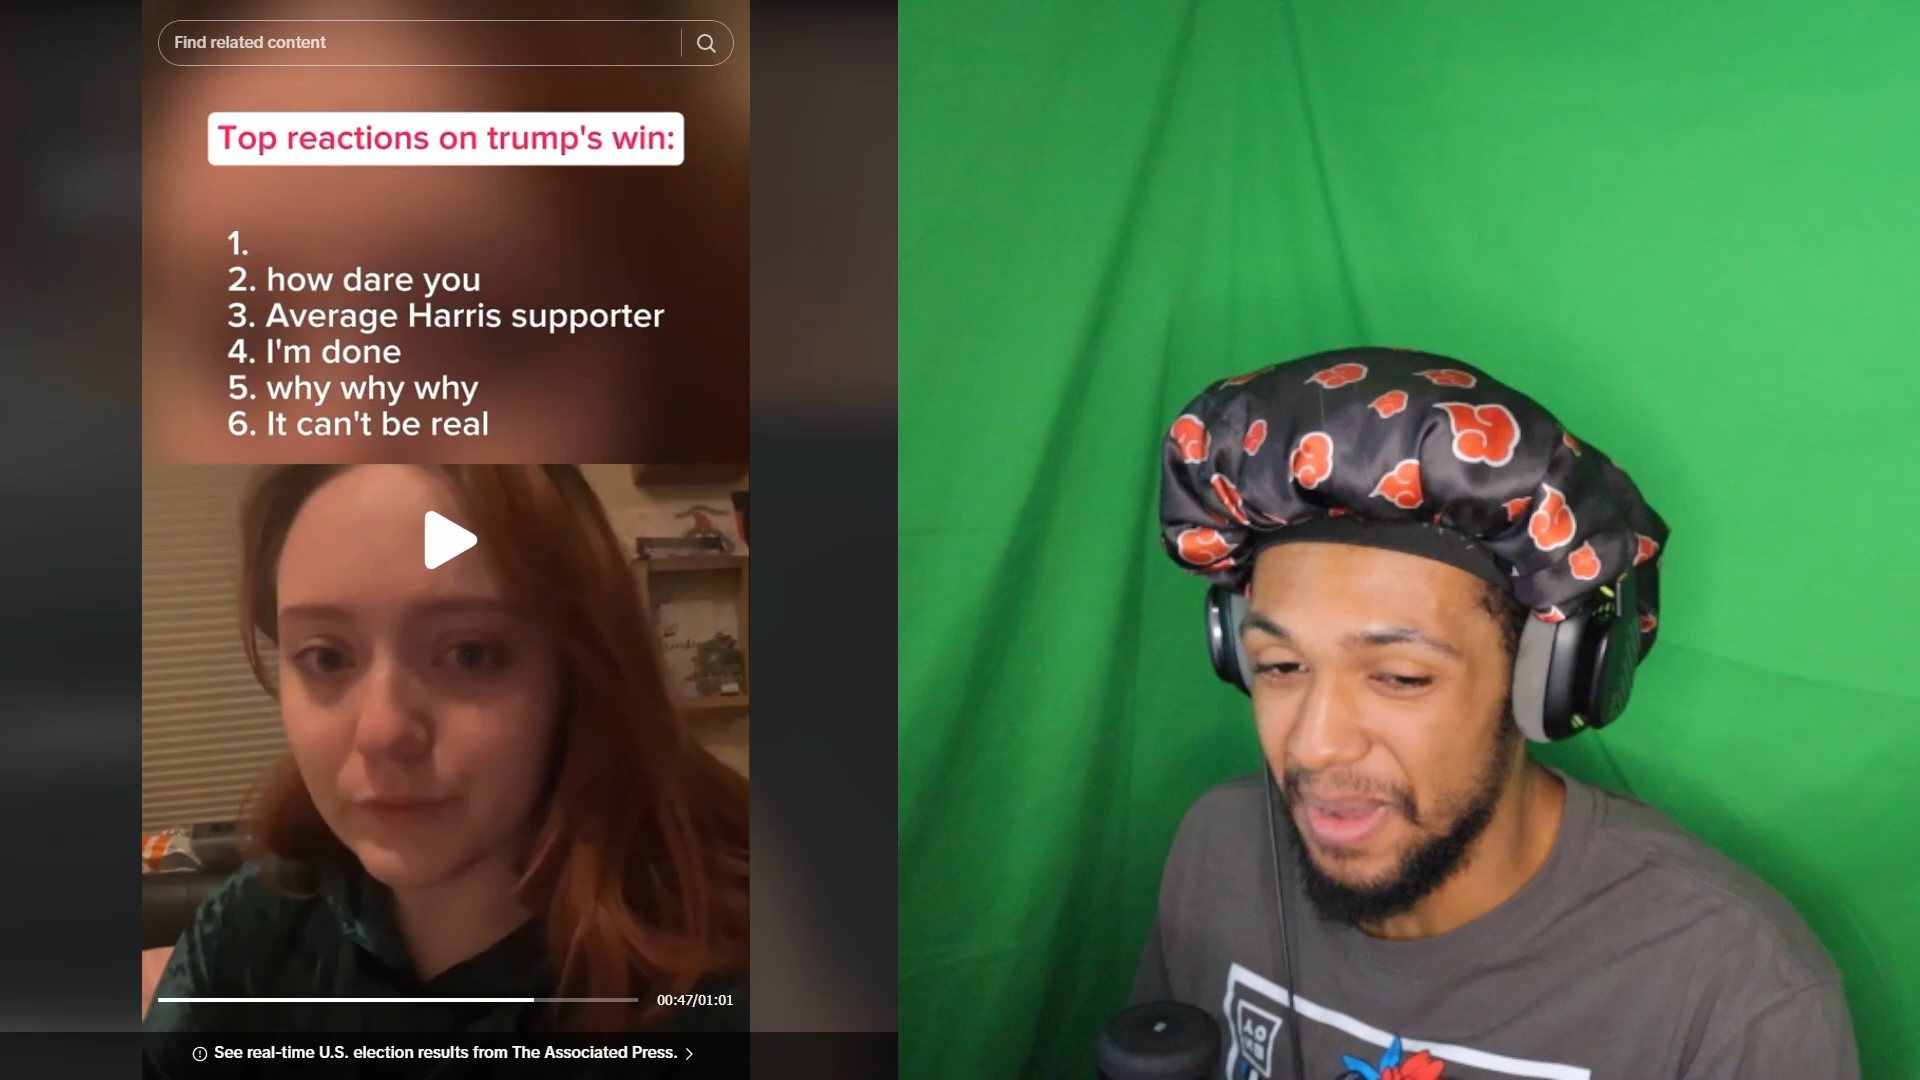 Find related content
Top reactions on trump's win:
1.
2. how dare you
3. Average Harris supporter
4. I'm done
5. why why why
6. It can't be real
00:47/01:01
See real-time U.S. election results from The Associated Press.